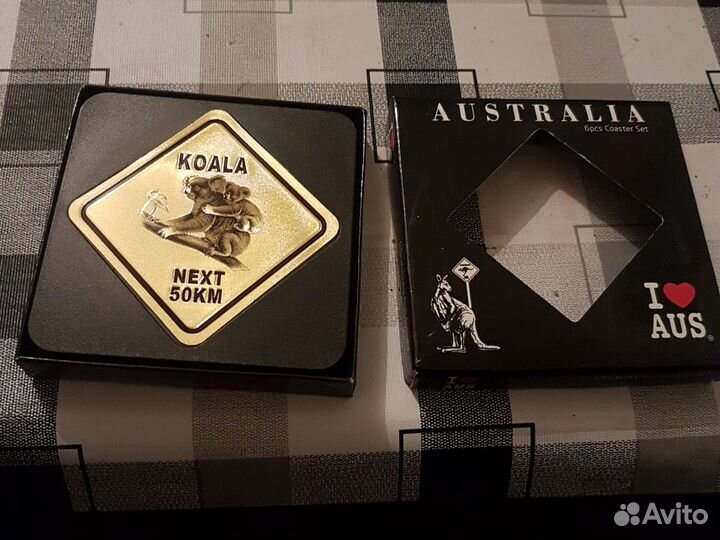 KOALA
NEXT
50KM
AUSTRALIA
6pcs Coaster Set
I ❤
AUS®
Avito